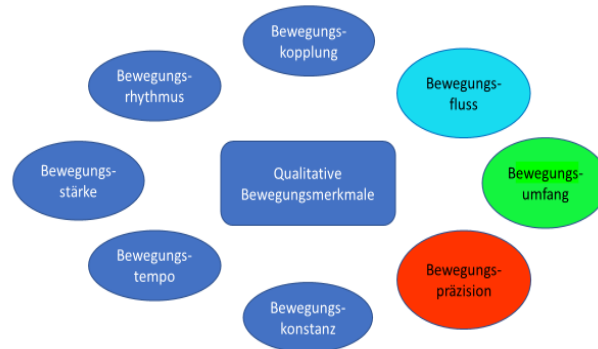 Bewegungs-
kopplung
Bewegungs-
rhythmus
Bewegungs-
fluss
Bewegungs-
stärke
Qualitative
Bewegungsmerkmale
Bewegungs-
umfang
Bewegungs-
tempo
Bewegungs-
präzision
Bewegungs-
konstanz